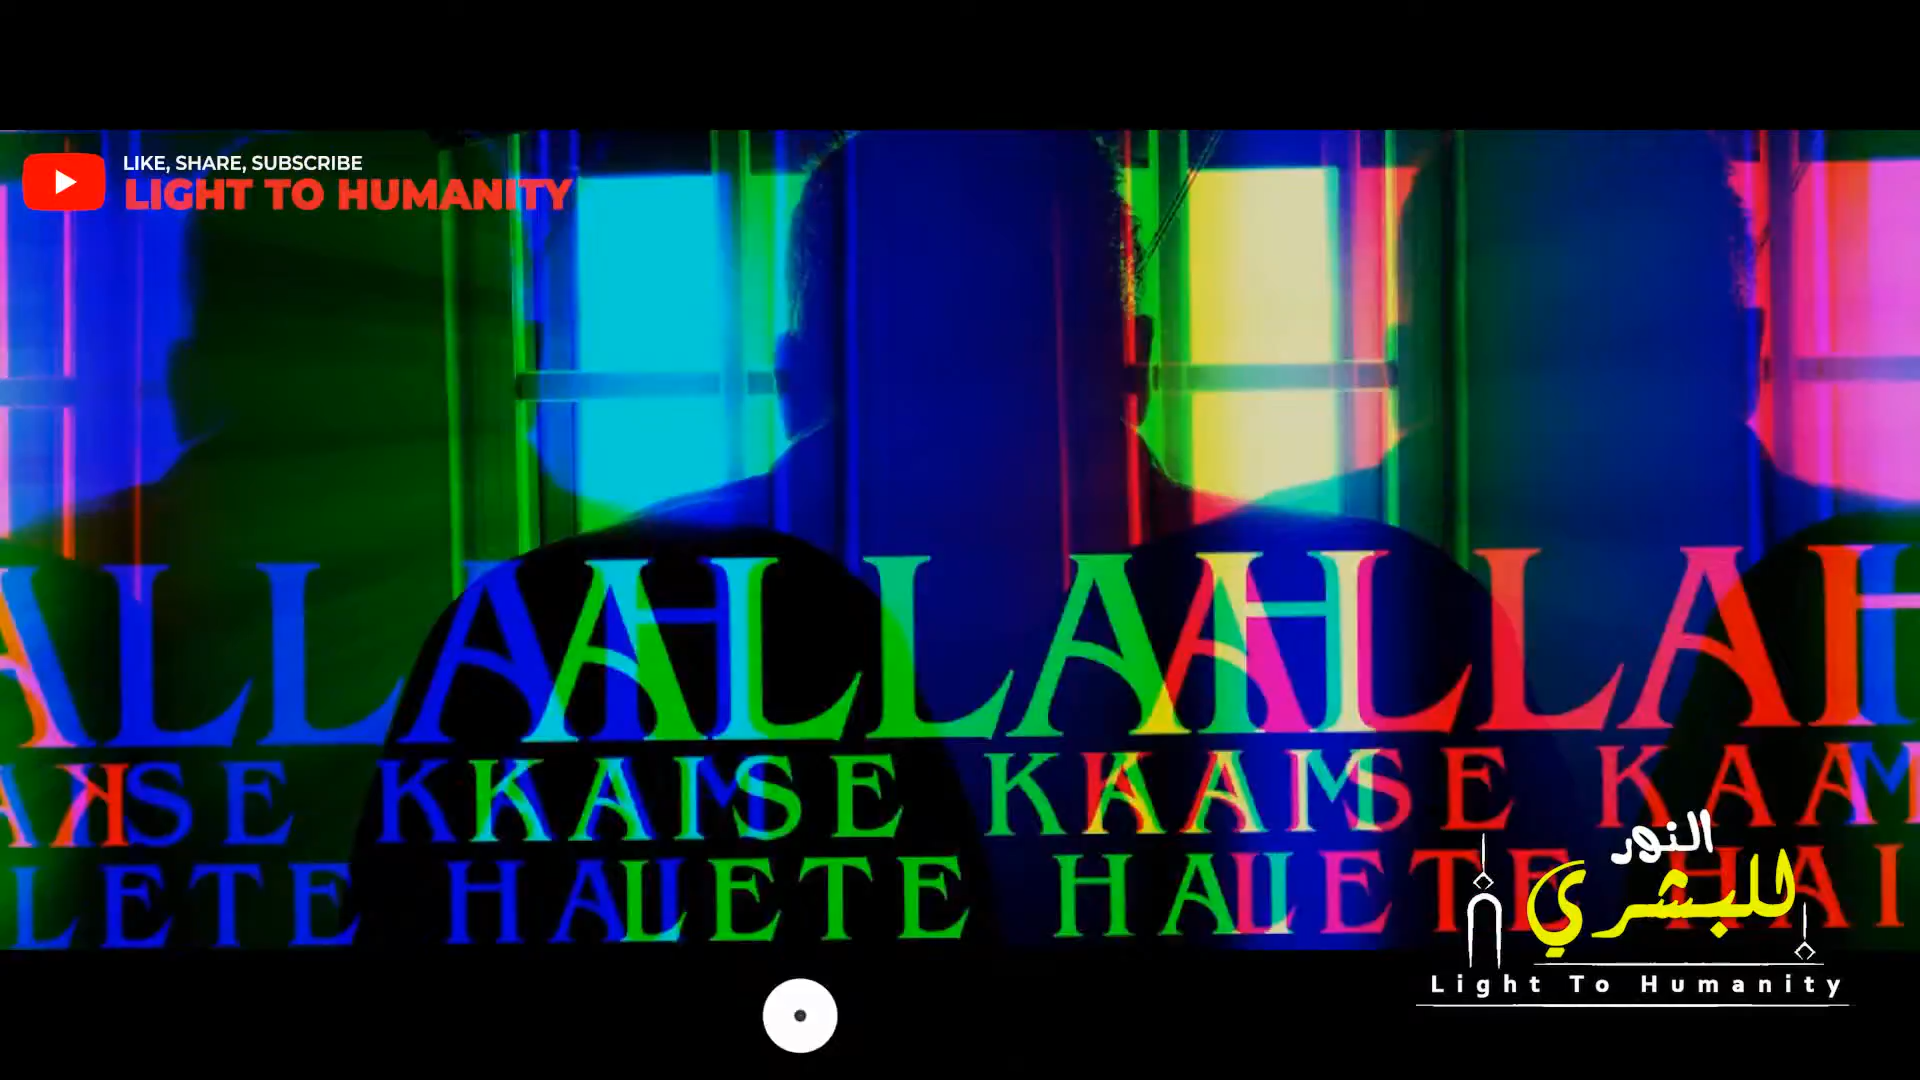 LIKE, SHARE, SUBSCRIBE
LIGHT TO HUMANITY
ALLAH
KAISE KAAM
LETE HAI
النور
للبشري
Light To Humanity